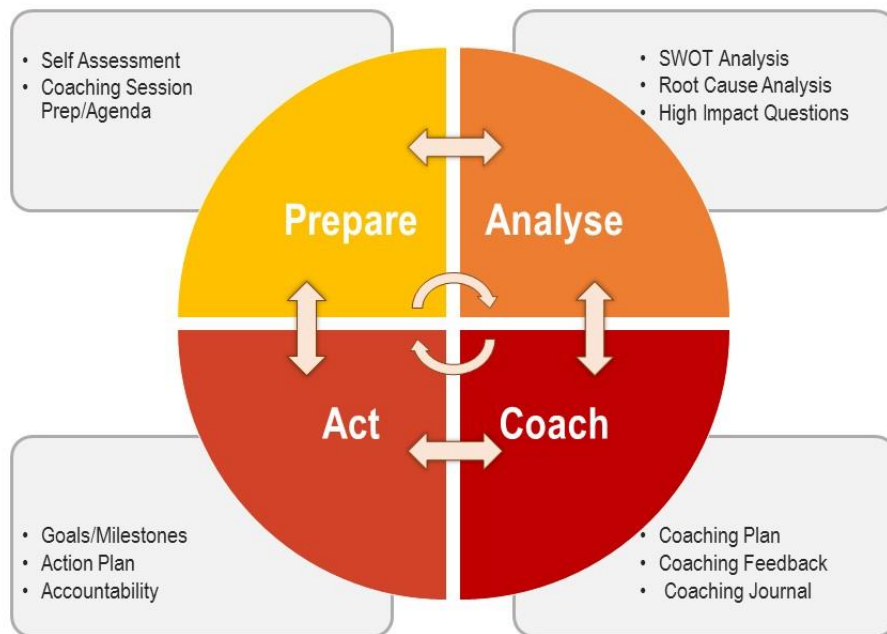 • Self Assessment
• Coaching Session
Prep/Agenda
• SWOT Analysis
• Root Cause Analysis
• High Impact Questions
Prepare
Analyse
Act
Coach
• Goals/Milestones
• Action Plan
• Accountability
• Coaching Plan
• Coaching Feedback
• Coaching Journal